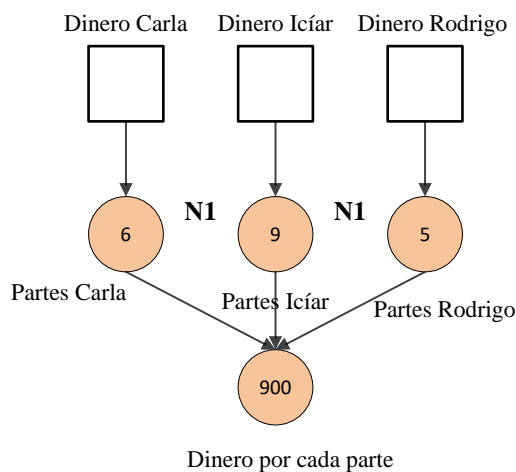 Dinero Carla Dinero Icíar Dinero Rodrigo
N1 N1
6 9 5
Partes Carla Partes Icíar Partes Rodrigo
900
Dinero por cada parte